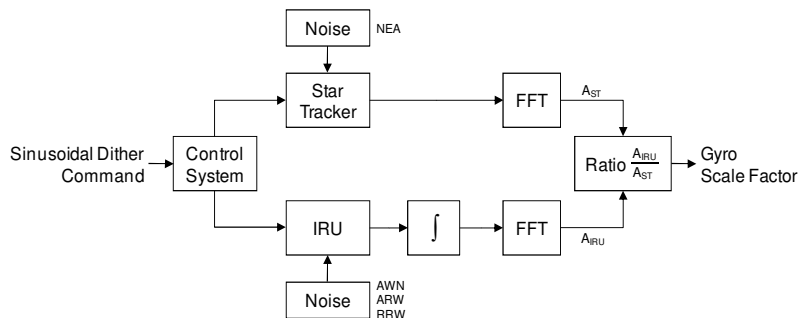 Noise
NEA
Star
Tracker
FFT
A_ST
Sinusoidal Dither
Command
Control
System
Ratio A_IRU/A_ST
Gyro
Scale Factor
IRU
∫
FFT
A_IRU
Noise
AWN
ARW
RRW